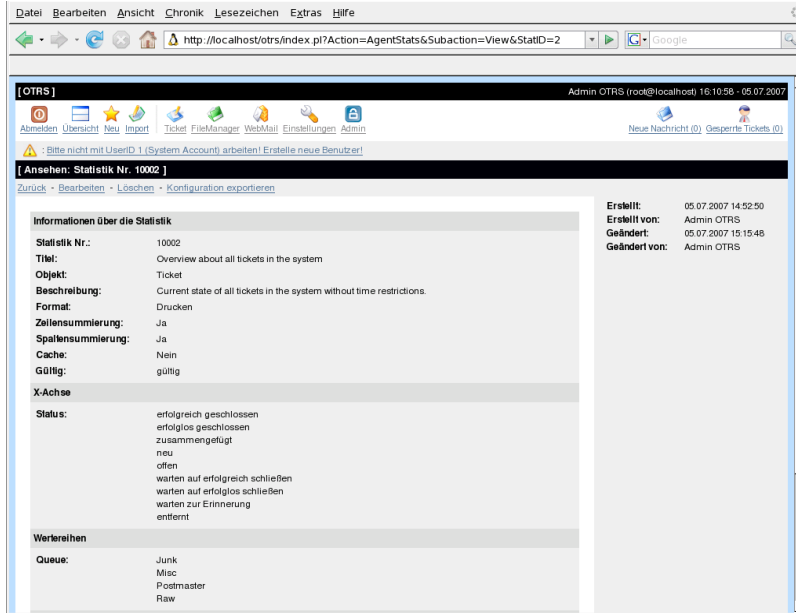 Datei Bearbeiten Ansicht Chronik Lesezeichen Extras Hilfe
http://localhost/otrs/index.pl?Action=AgentStats&Subaction=View&StatID=2
G Google
[OTRS ] Admin OTRS (root@localhost) 16:10:58 - 05.07.2007
Abmelden Übersicht Neu Import Ticket FileManager WebMail Einstellungen Admin Neue Nachricht (0) Gesperrte Tickets (0)
: Bitte nicht mit UserID 1 (System Account) arbeiten! Erstelle neue Benutzer!
[ Ansehen: Statistik Nr. 10002 ]
Zurück - Bearbeiten - Löschen - Konfiguration exportieren
Informationen über die Statistik
Statistik Nr.: 10002
Titel: Overview about all tickets in the system
Objekt: Ticket
Beschreibung: Current state of all tickets in the system without time restrictions.
Format: Drucken
Zeilensummierung: Ja
Spaltensummierung: Ja
Cache: Nein
Gültig: gültig
X-Achse
Status: erfolgreich geschlossen
erfolglos geschlossen
zusammengefügt
neu
offen
warten auf erfolgreich schließen
warten auf erfolglos schließen
warten zur Erinnerung
entfernt
Wertereihen
Queue: Junk
Misc
Postmaster
Raw
Erstellt: 05.07.2007 14:52:50
Erstellt von: Admin OTRS
Geändert: 05.07.2007 15:15:48
Geändert von: Admin OTRS